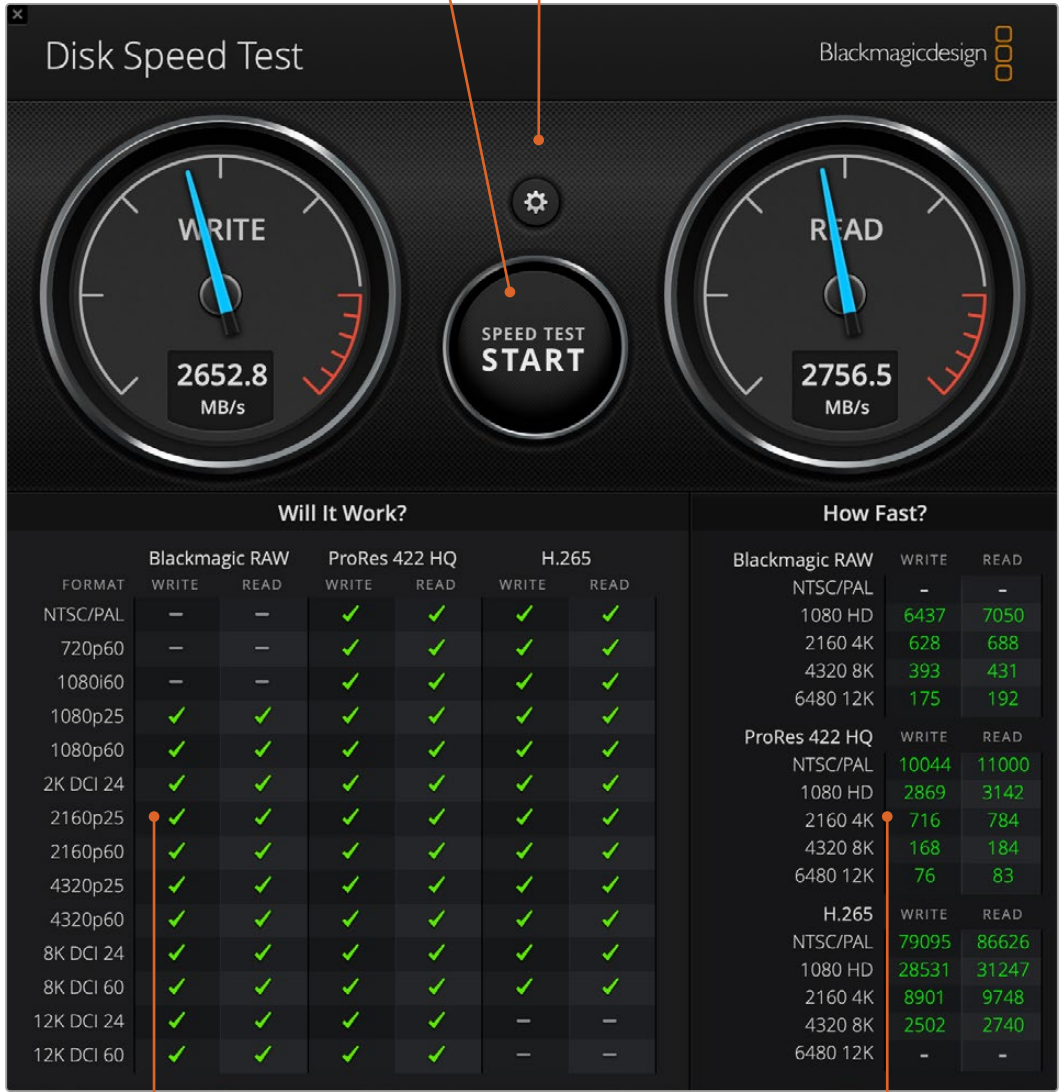 Disk Speed Test
Blackmagicdesign
WRITE
2652.8
MB/s
SPEED TEST
START
READ
2756.5
MB/s
Will It Work?
Blackmagic RAW ProRes 422 HQ H.265
FORMAT WRITE READ WRITE READ WRITE READ
NTSC/PAL – – ✓ ✓ ✓ ✓
720p60 – – ✓ ✓ ✓ ✓
1080i60 – – ✓ ✓ ✓ ✓
1080p25 ✓ ✓ ✓ ✓ ✓ ✓
1080p60 ✓ ✓ ✓ ✓ ✓ ✓
2K DCI 24 ✓ ✓ ✓ ✓ ✓ ✓
2160p25 ✓ ✓ ✓ ✓ ✓ ✓
2160p60 ✓ ✓ ✓ ✓ ✓ ✓
4320p25 ✓ ✓ ✓ ✓ ✓ ✓
4320p60 ✓ ✓ ✓ ✓ ✓ ✓
8K DCI 24 ✓ ✓ ✓ ✓ ✓ ✓
8K DCI 60 ✓ ✓ ✓ ✓ ✓ ✓
12K DCI 24 ✓ ✓ ✓ ✓ – –
12K DCI 60 ✓ ✓ ✓ ✓ – –
How Fast?
Blackmagic RAW WRITE READ
NTSC/PAL - -
1080 HD 6437 7050
2160 4K 628 688
4320 8K 393 431
6480 12K 175 192
ProRes 422 HQ WRITE READ
NTSC/PAL 10044 11000
1080 HD 2869 3142
2160 4K 716 784
4320 8K 168 184
6480 12K 76 83
H.265 WRITE READ
NTSC/PAL 79095 86626
1080 HD 28531 31247
2160 4K 8901 9748
4320 8K 2502 2740
6480 12K - -